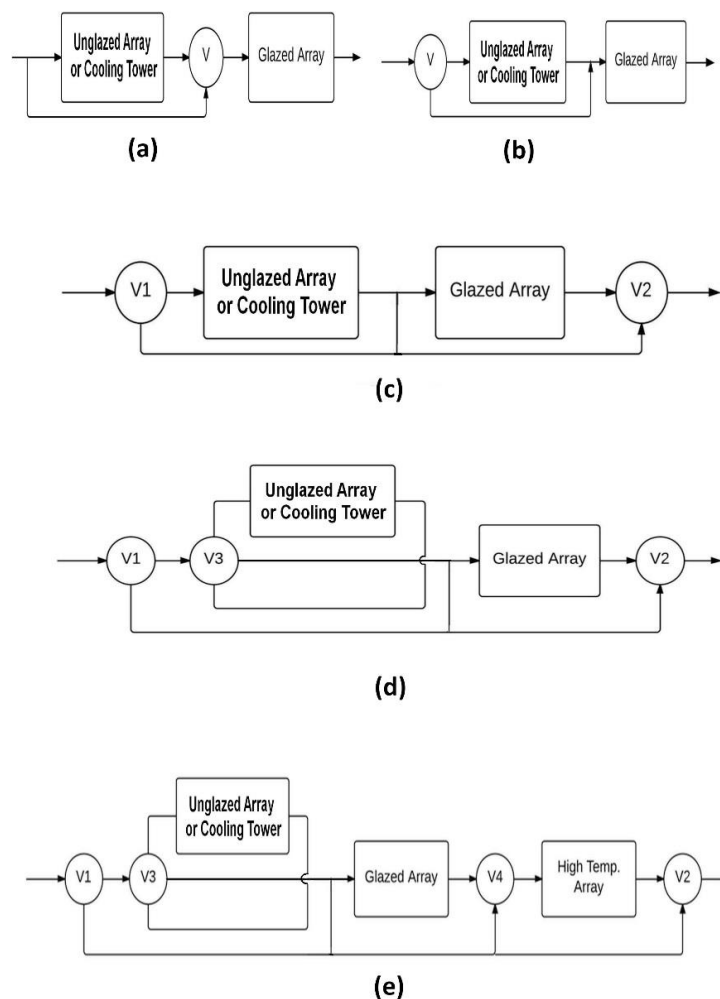 Unglazed Array
or Cooling Tower
V
Glazed Array
(a)
V
Unglazed Array
or Cooling Tower
Glazed Array
(b)
V1
Unglazed Array
or Cooling Tower
Glazed Array
V2
(c)
Unglazed Array
or Cooling Tower
V1
V3
Glazed Array
V2
(d)
Unglazed Array
or Cooling Tower
V1
V3
Glazed Array
V4
High Temp.
Array
V2
(e)